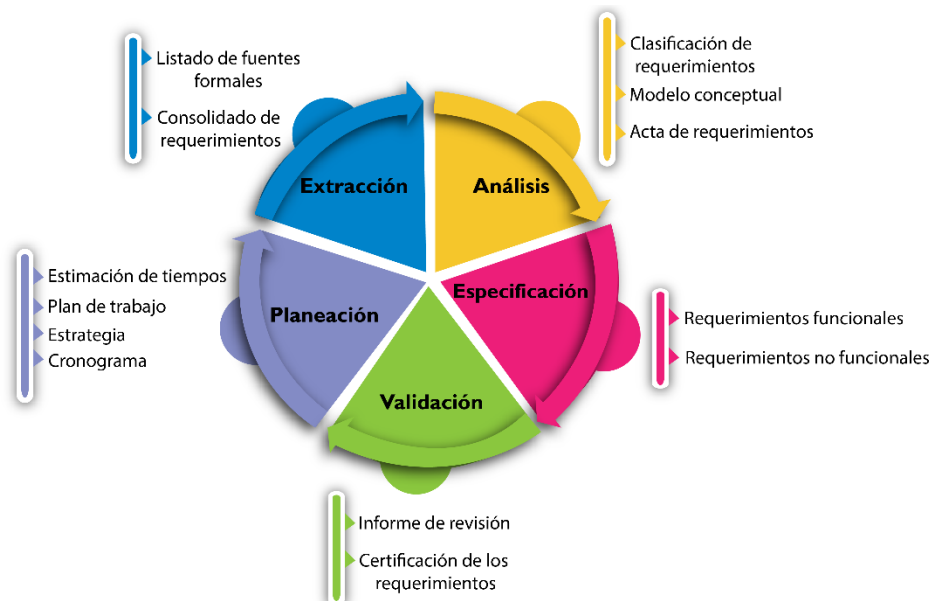 Listado de fuentes
formales
Consolidado de
requerimientos
Clasificación de
requerimientos
Modelo conceptual
Acta de requerimientos
Extracción
Análisis
Estimación de tiempos
Plan de trabajo
Estrategia
Cronograma
Planeación
Especificación
Requerimientos funcionales
Requerimientos no funcionales
Validación
Informe de revisión
Certificación de los
requerimientos